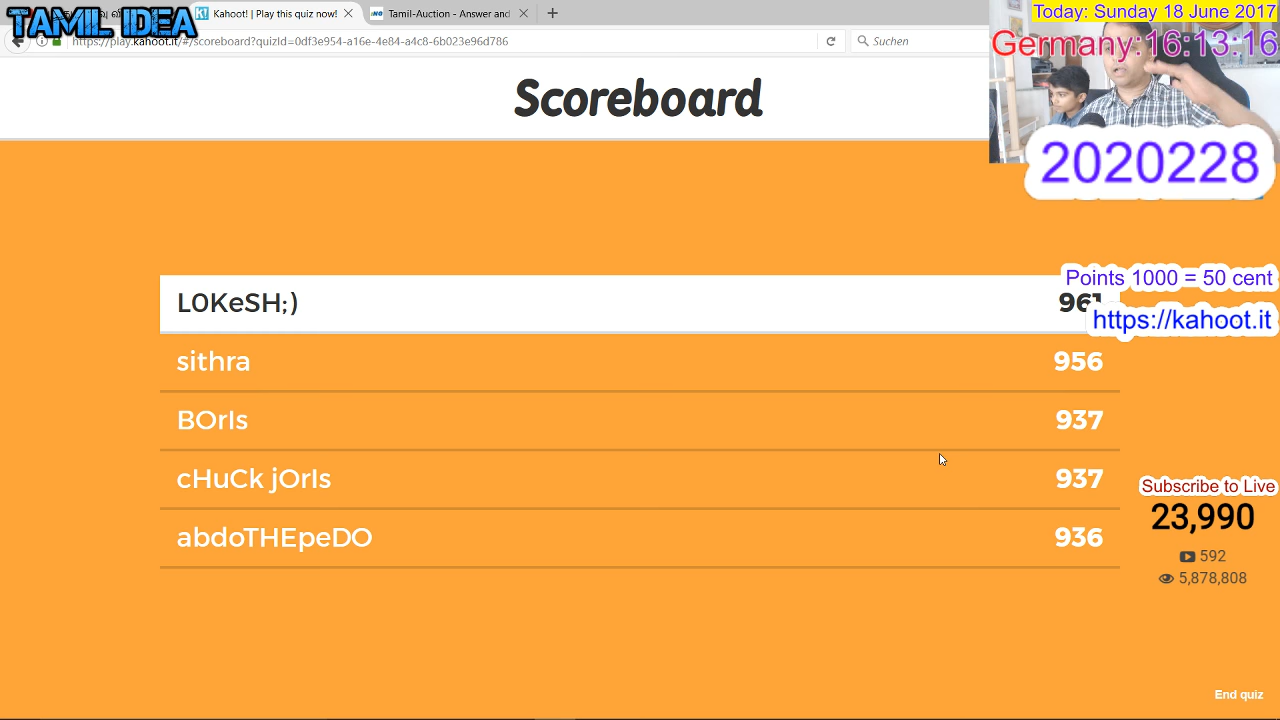 TAMIL IDEA
Kahoot! | Play this quiz now!
Tamil-Auction - Answer and
Today: Sunday 18 June 2017
https://play.kahoot.it/#/scoreboard?quizId=0df3e954-a16e-4e84-a4c8-6b023e96d786
Suchen
Germany:16:13:16
Scoreboard
2020228
Points 1000 = 50 cent
L0KeSH;) 961
https://kahoot.it
sithra 956
BOrIs 937
cHuCk jOrIs 937
Subscribe to Live
23,990
abdoTHEpeDO 936
592
5,878,808
End quiz